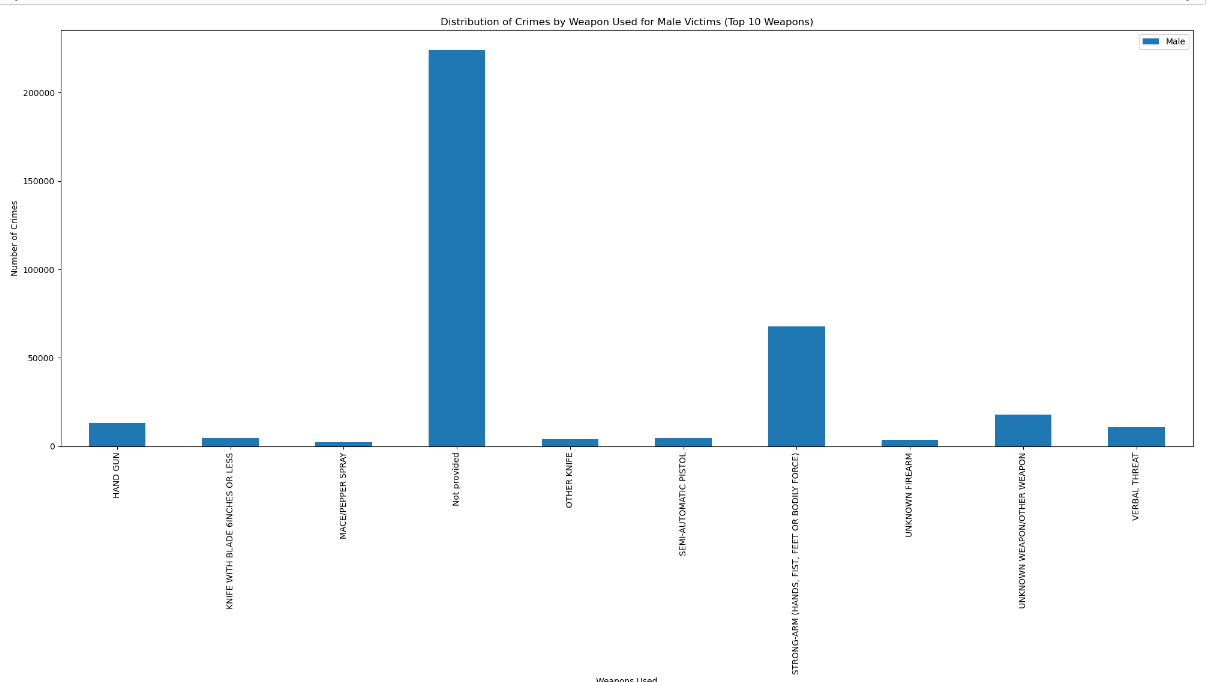 Distribution of Crimes by Weapon Used for Male Victims (Top 10 Weapons)
Male
Number of Crimes
200000
150000
100000
50000
0
HAND GUN
KNIFE WITH BLADE 6INCHES OR LESS
MACE/PEPPER SPRAY
Not provided
OTHER KNIFE
SEMI-AUTOMATIC PISTOL
STRONG-ARM (HANDS, FIST, FEET OR BODILY FORCE)
UNKNOWN FIREARM
UNKNOWN WEAPON/OTHER WEAPON
VERBAL THREAT
Weapons Used